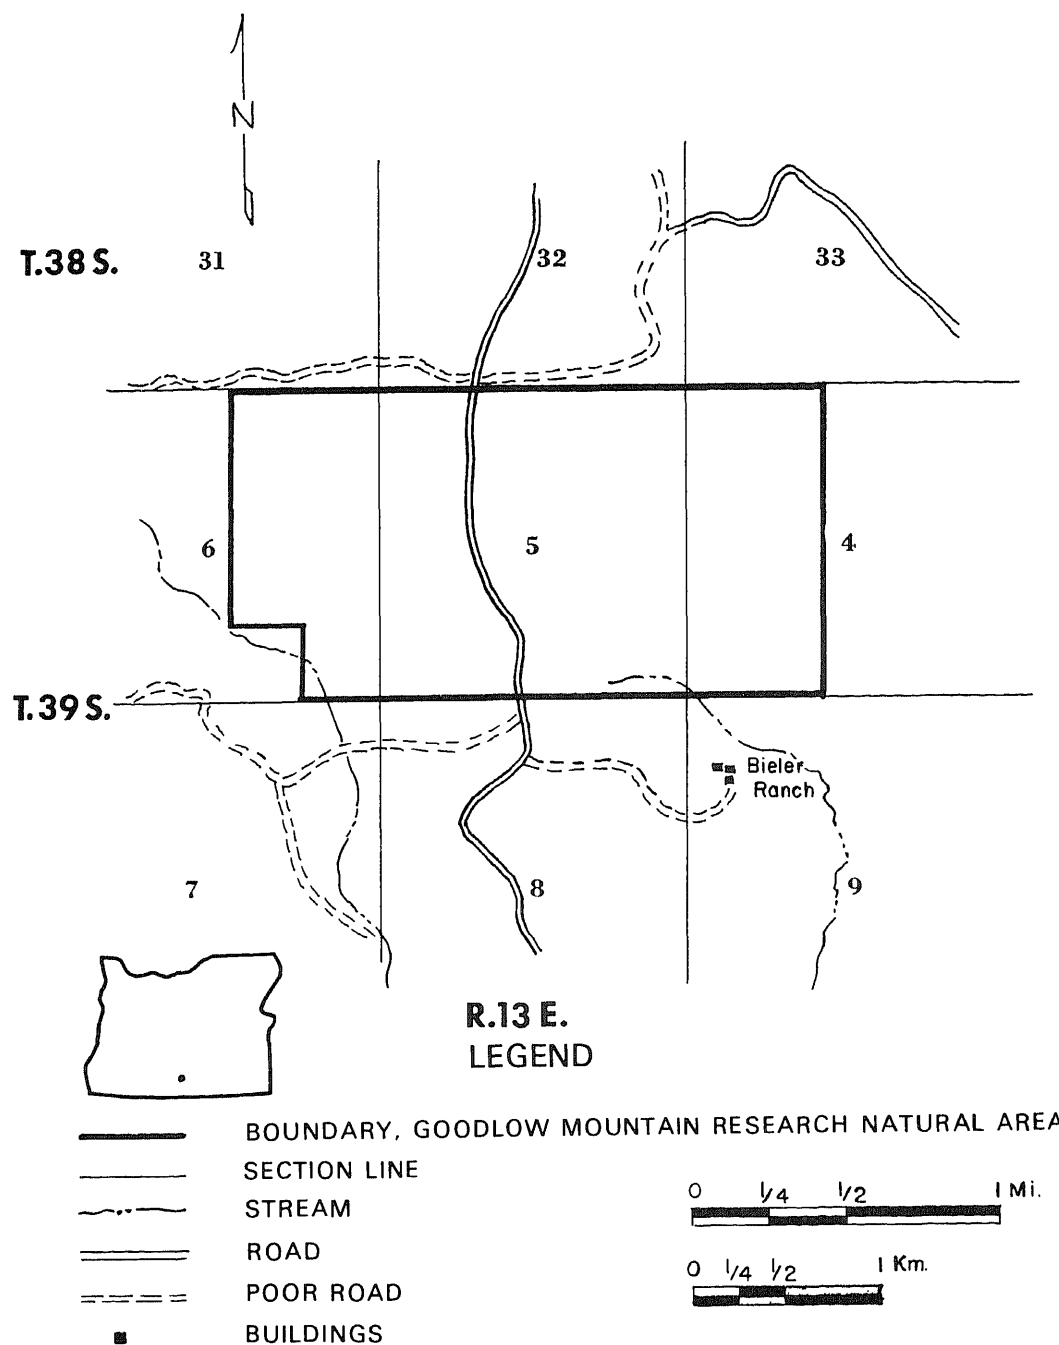 N
T.38 S. 31 32 33
6 5 4
T.39 S.
Bieler
Ranch
7 8 9
R.13 E.
LEGEND
BOUNDARY, GOODLOW MOUNTAIN RESEARCH NATURAL AREA
SECTION LINE
STREAM
ROAD
POOR ROAD
BUILDINGS
0 1/4 1/2 1 Mi.
0 1/4 1/2 1 Km.